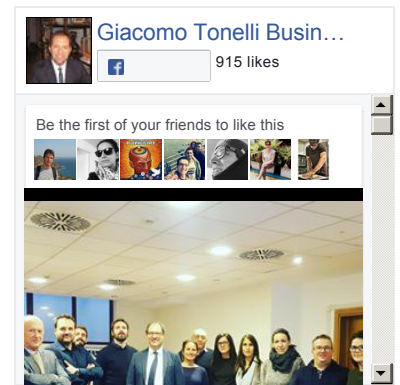 Giacomo Tonelli Busin…
915 likes
Be the first of your friends to like this